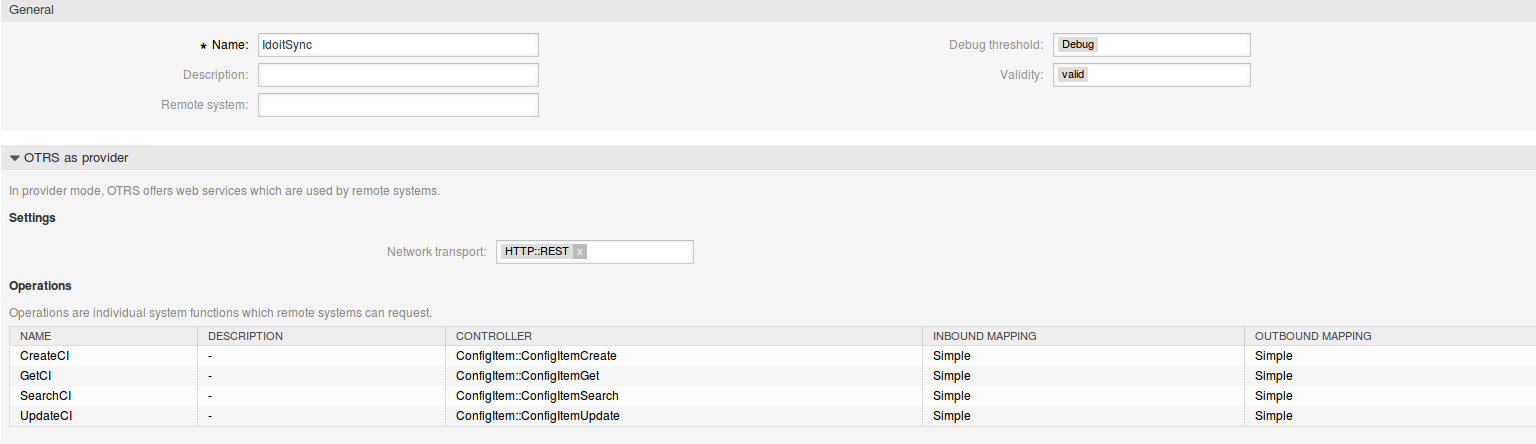 General
★ Name: IdoitSync Debug threshold: Debug
Description: Validity: valid
Remote system:
OTRS as provider
In provider mode, OTRS offers web services which are used by remote systems.
Settings
Network transport: HTTP::REST x
Operations
Operations are individual system functions which remote systems can request.
NAME DESCRIPTION CONTROLLER INBOUND MAPPING OUTBOUND MAPPING
CreateCI - ConfigItem::ConfigItemCreate Simple Simple
GetCI - ConfigItem::ConfigItemGet Simple Simple
SearchCI - ConfigItem::ConfigItemSearch Simple Simple
UpdateCI - ConfigItem::ConfigItemUpdate Simple Simple